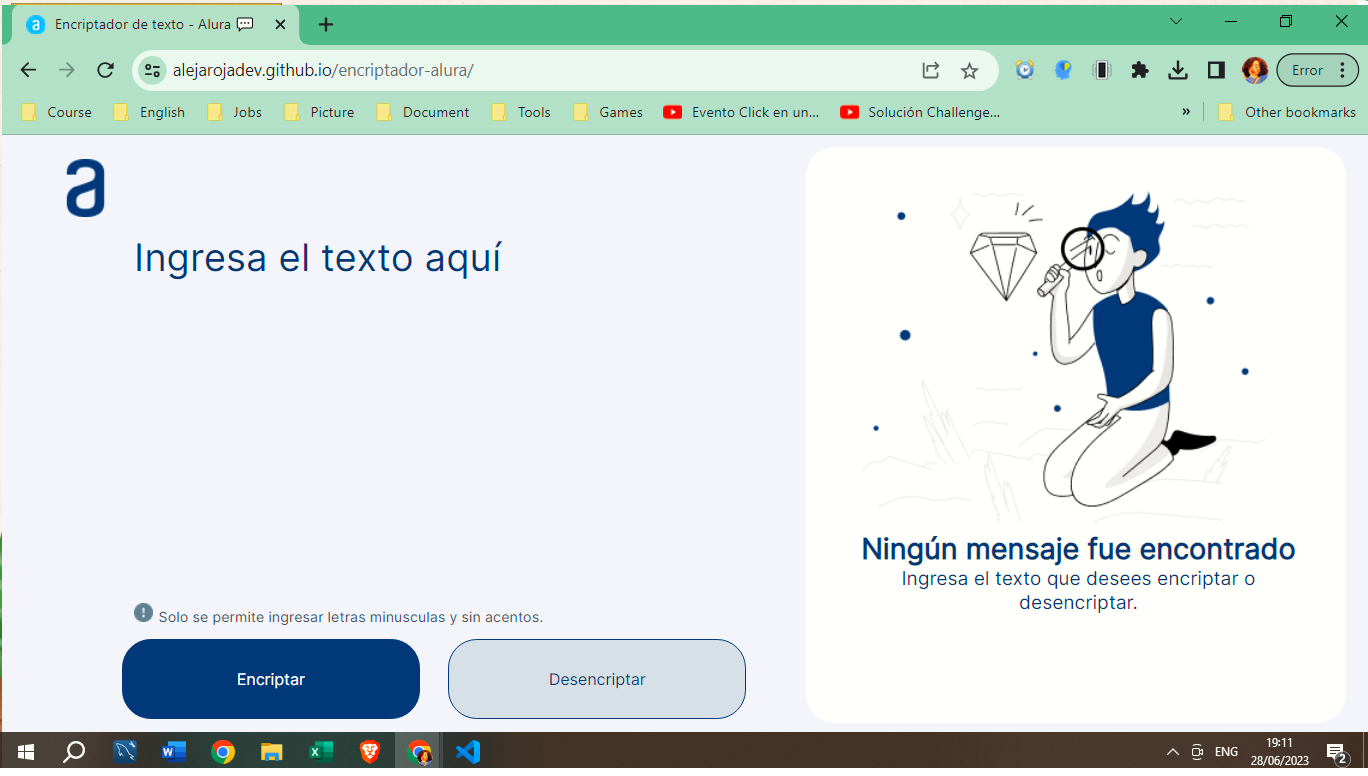 a Encriptador de texto - Alura
alejarojadev.github.io/encriptador-alura/
Error
Course English Jobs Picture Document Tools Games Evento Click en un... Solución Challenge... » Other bookmarks
a
Ingresa el texto aquí
Ningún mensaje fue encontrado
Ingresa el texto que desees encriptar o
desencriptar.
! Solo se permite ingresar letras minusculas y sin acentos.
Encriptar Desencriptar
W X ENG
19:11
28/06/2023
2